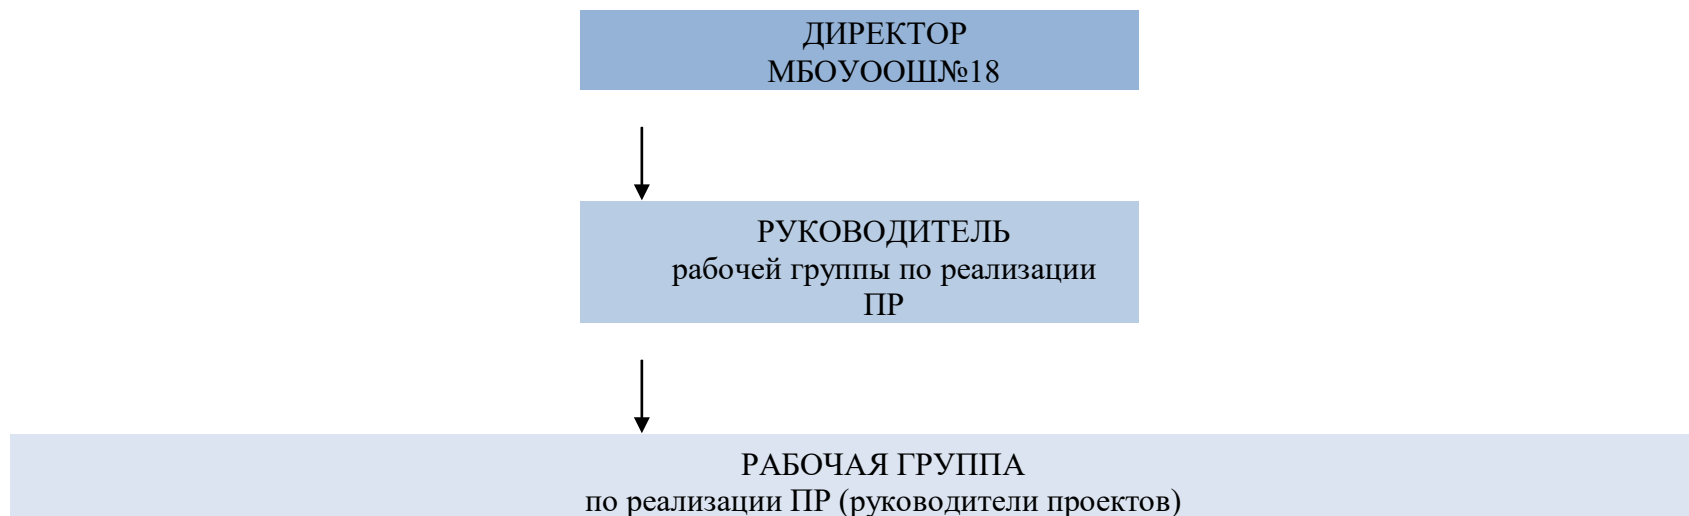 ДИРЕКТОР
МБОУООШ№18
РУКОВОДИТЕЛЬ
рабочей группы по реализации
ПР
РАБОЧАЯ ГРУППА
по реализации ПР (руководители проектов)